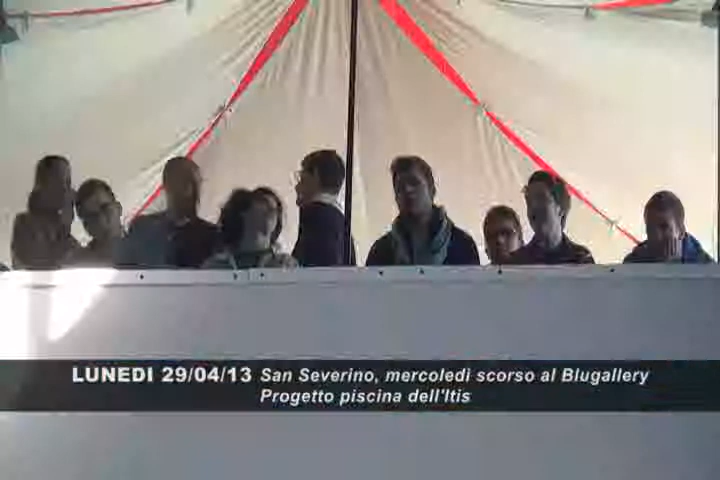 LUNEDI 29/04/13 San Severino, mercoledì scorso al Blugallery
Progetto piscina dell'Itis